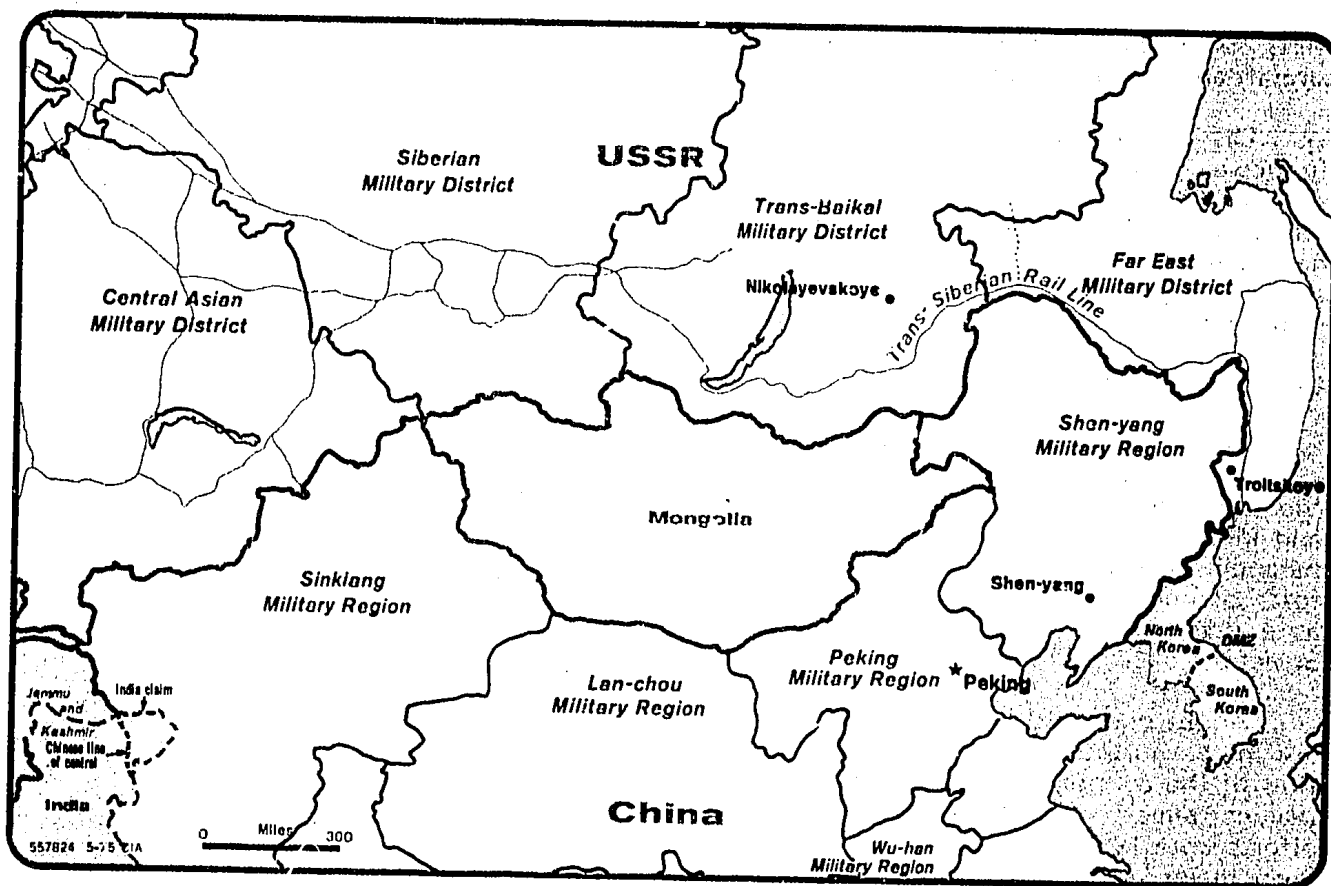 USSR
Siberian
Military District
Trans-Baikal
Military District
Far East
Military District
Nikolayevskoye
Trans-Siberian Rail Line
Central Asian
Military District
Shen-yang
Military Region
Troitskoye
Mongolia
Sinkiang
Military Region
Shen-yang
North
Korea
DMZ
Peking
Military Region
Peking
Lan-chou
Military Region
South
Korea
Jammu
and
Kashmir
India claim
Chinese line
of control
India
China
0 Miles 300
Wu-han
Military Region
557824 5-75 CIA